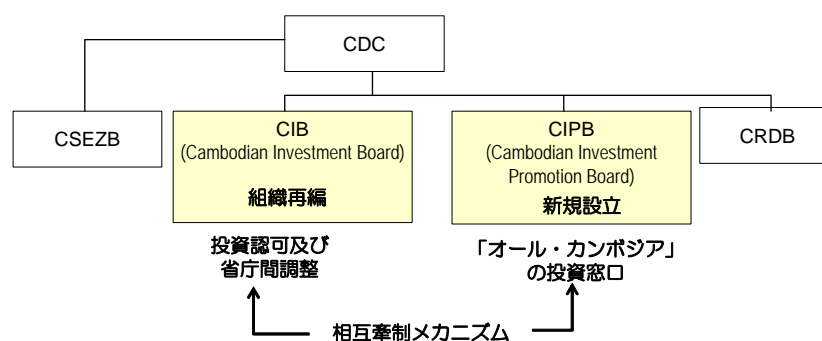 CDC
CSEZB
CIB
(Cambodian Investment Board)
組織再編
CIPB
(Cambodian Investment
Promotion Board)
新規設立
CRDB
投資認可及び
省庁間調整
「オール・カンボジア」
の投資窓口
相互牽制メカニズム